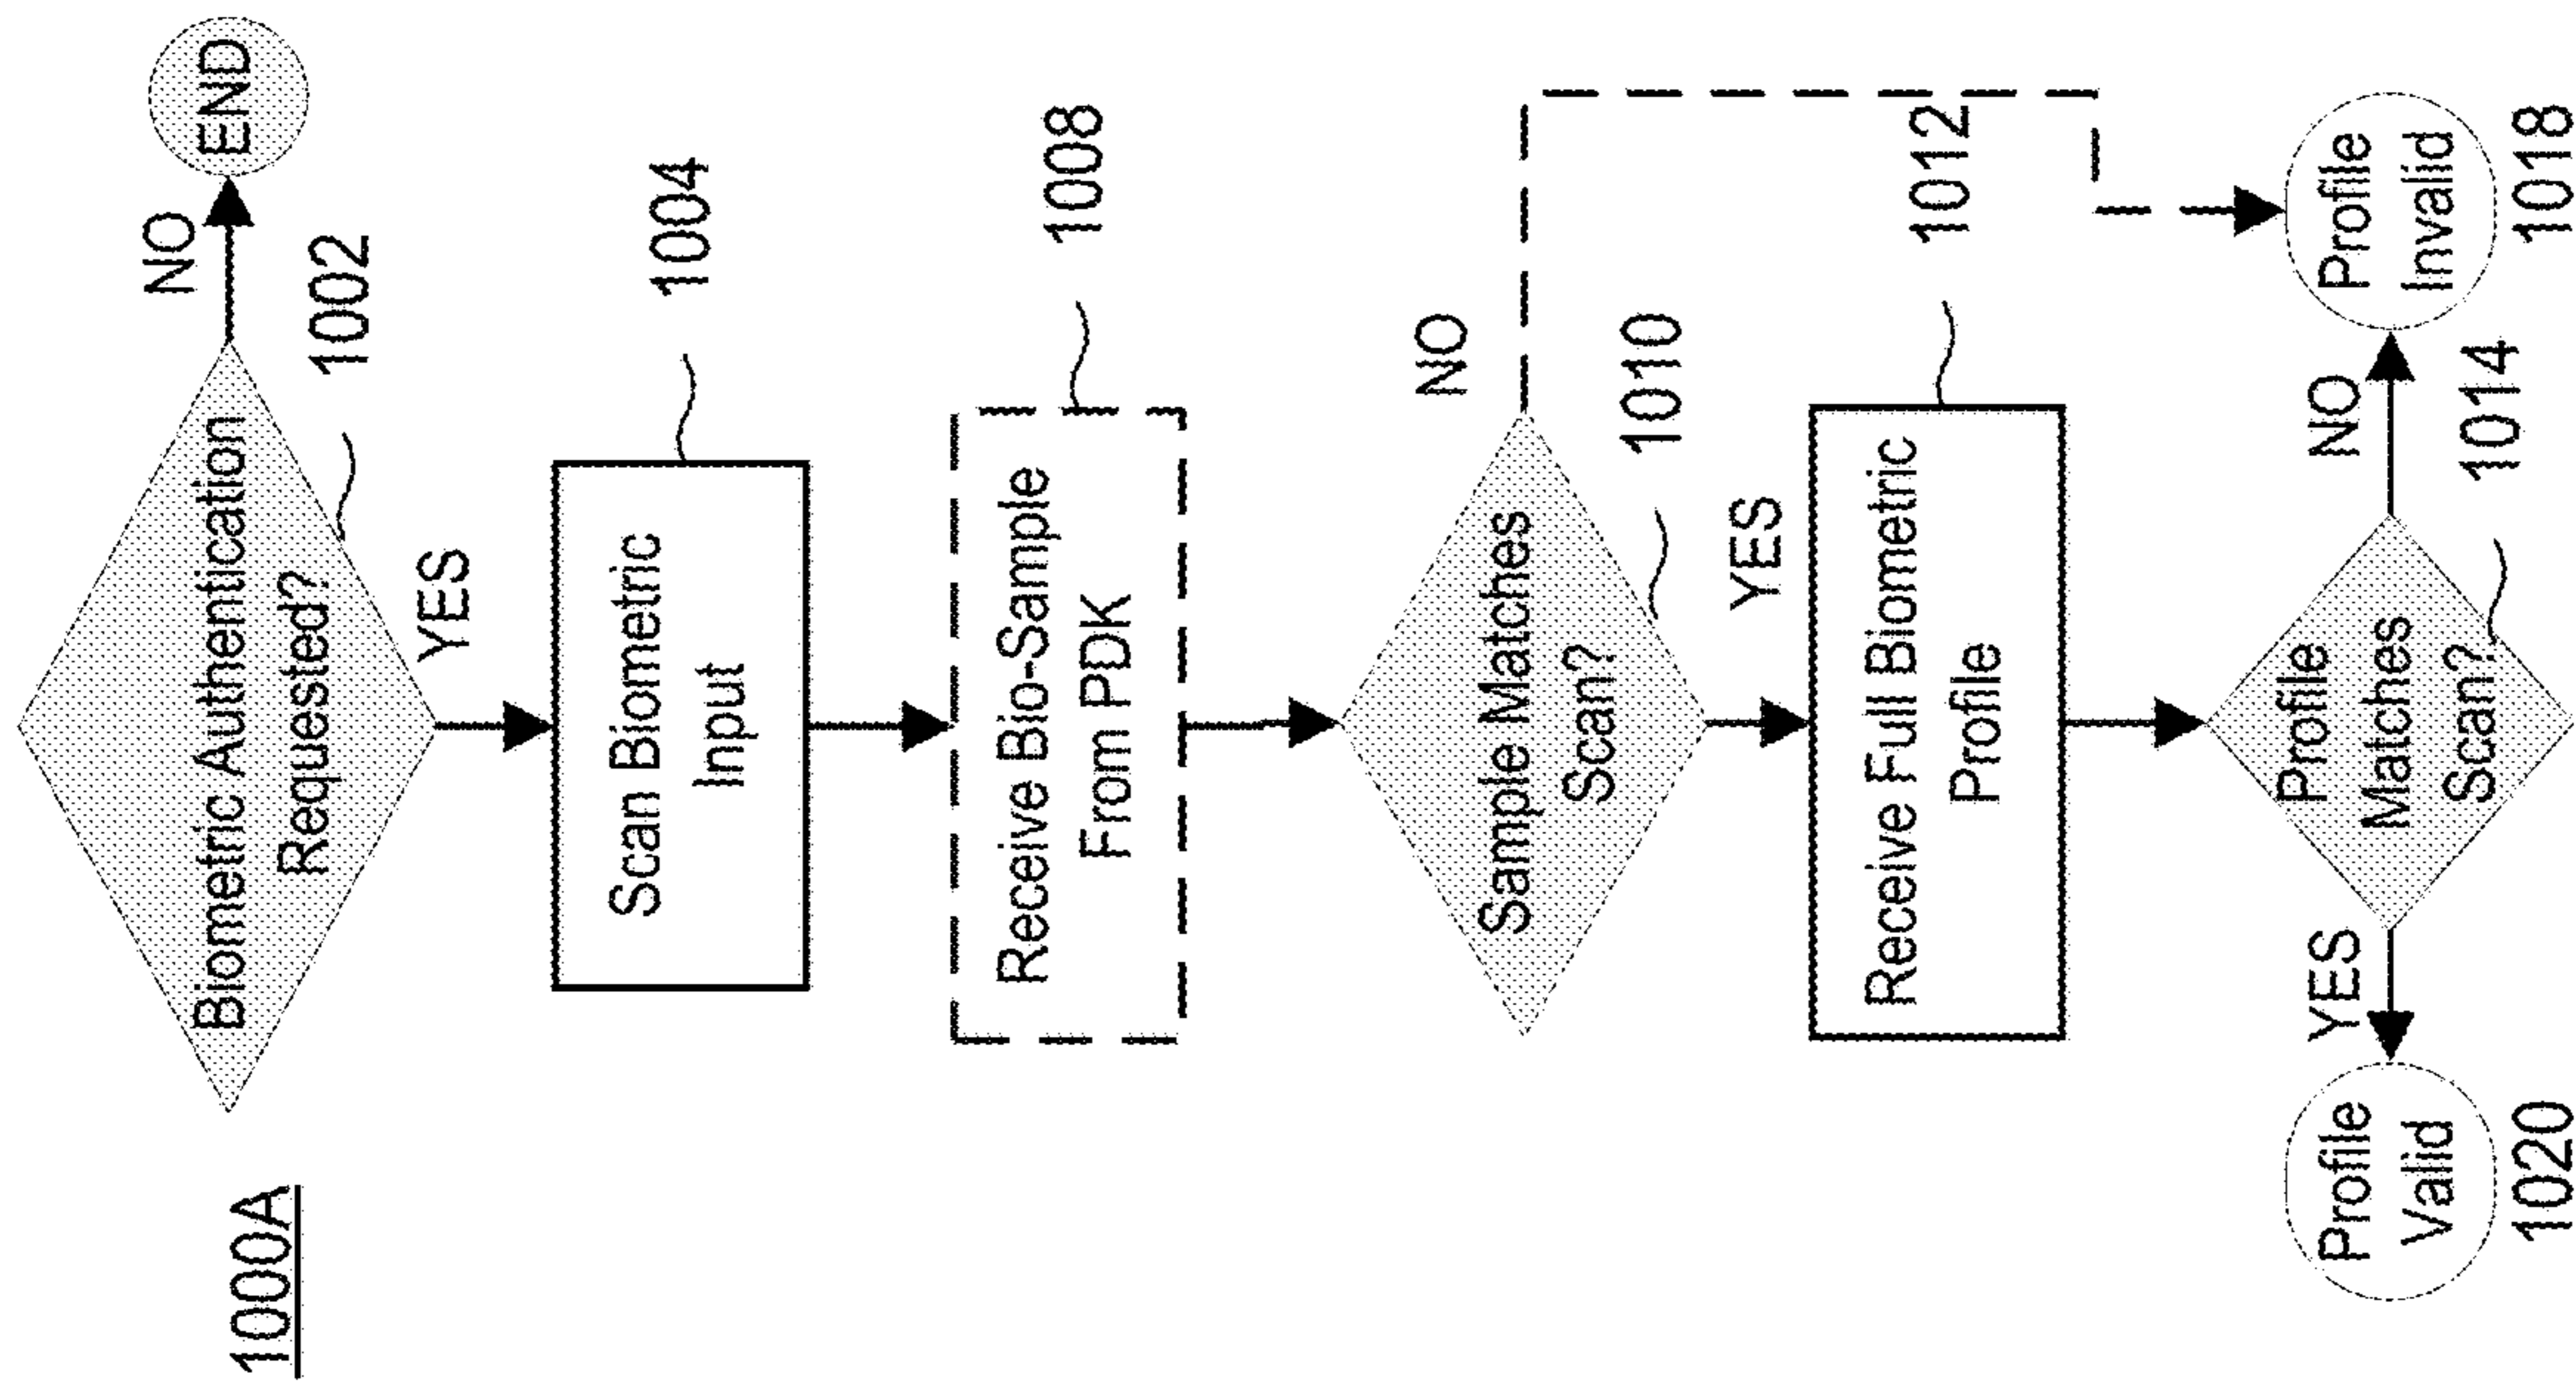 1000A
Biometric Authentication
Requested?
NO
END
1002
YES
Scan Biometric
Input
1004
Receive Bio-Sample
From PDK
1008
Sample Matches
Scan?
NO
1010
YES
Receive Full Biometric
Profile
1012
Profile
Matches
Scan?
1014
YES
Profile
Valid
1020
NO
Profile
Invalid
1018